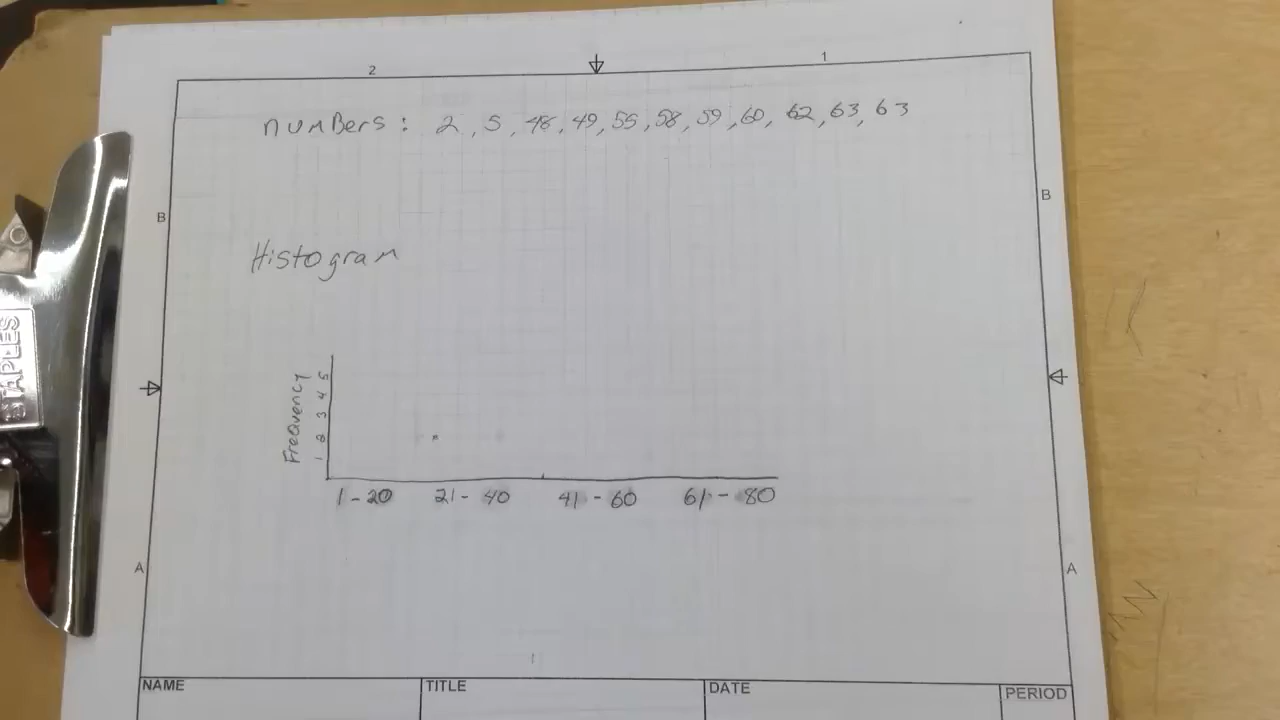 2 1
numbers: 2, 5, 48, 49, 55, 58, 59, 60, 62, 63, 63
B B
Histogram
STAPLES
Frequency
5
4
3
2
1
1-20 21-40 41-60 61-80
A A
NAME TITLE DATE PERIOD